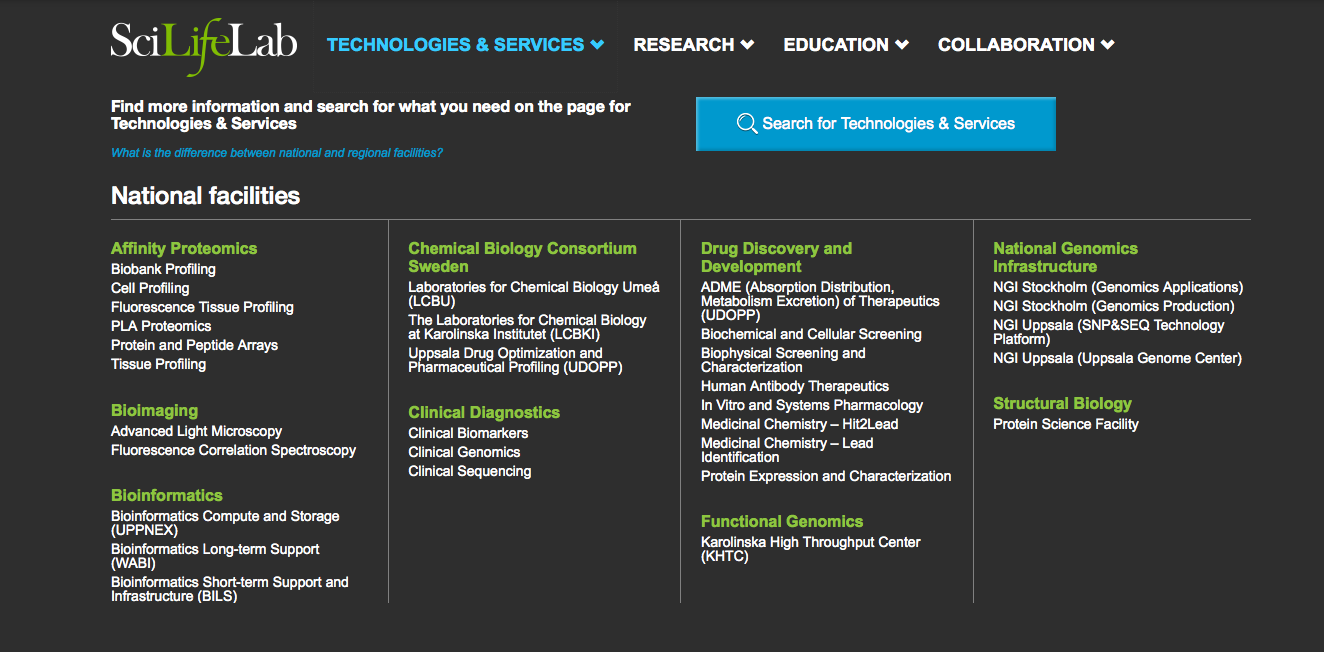 SciLifeLab
TECHNOLOGIES & SERVICES
RESEARCH
EDUCATION
COLLABORATION
Find more information and search for what you need on the page for
Technologies & Services
What is the difference between national and regional facilities?
Search for Technologies & Services
National facilities
Affinity Proteomics
Biobank Profiling
Cell Profiling
Fluorescence Tissue Profiling
PLA Proteomics
Protein and Peptide Arrays
Tissue Profiling
Bioimaging
Advanced Light Microscopy
Fluorescence Correlation Spectroscopy
Bioinformatics
Bioinformatics Compute and Storage
(UPPNEX)
Bioinformatics Long-term Support
(WABI)
Bioinformatics Short-term Support and
Infrastructure (BILS)
Chemical Biology Consortium
Sweden
Laboratories for Chemical Biology Umeå
(LCBU)
The Laboratories for Chemical Biology
at Karolinska Institutet (LCBKI)
Uppsala Drug Optimization and
Pharmaceutical Profiling (UDOPP)
Clinical Diagnostics
Clinical Biomarkers
Clinical Genomics
Clinical Sequencing
Drug Discovery and
Development
ADME (Absorption Distribution,
Metabolism Excretion) of Therapeutics
(UDOPP)
Biochemical and Cellular Screening
Biophysical Screening and
Characterization
Human Antibody Therapeutics
In Vitro and Systems Pharmacology
Medicinal Chemistry – Hit2Lead
Medicinal Chemistry – Lead
Identification
Protein Expression and Characterization
Functional Genomics
Karolinska High Throughput Center
(KHTC)
National Genomics
Infrastructure
NGI Stockholm (Genomics Applications)
NGI Stockholm (Genomics Production)
NGI Uppsala (SNP&SEQ Technology
Platform)
NGI Uppsala (Uppsala Genome Center)
Structural Biology
Protein Science Facility